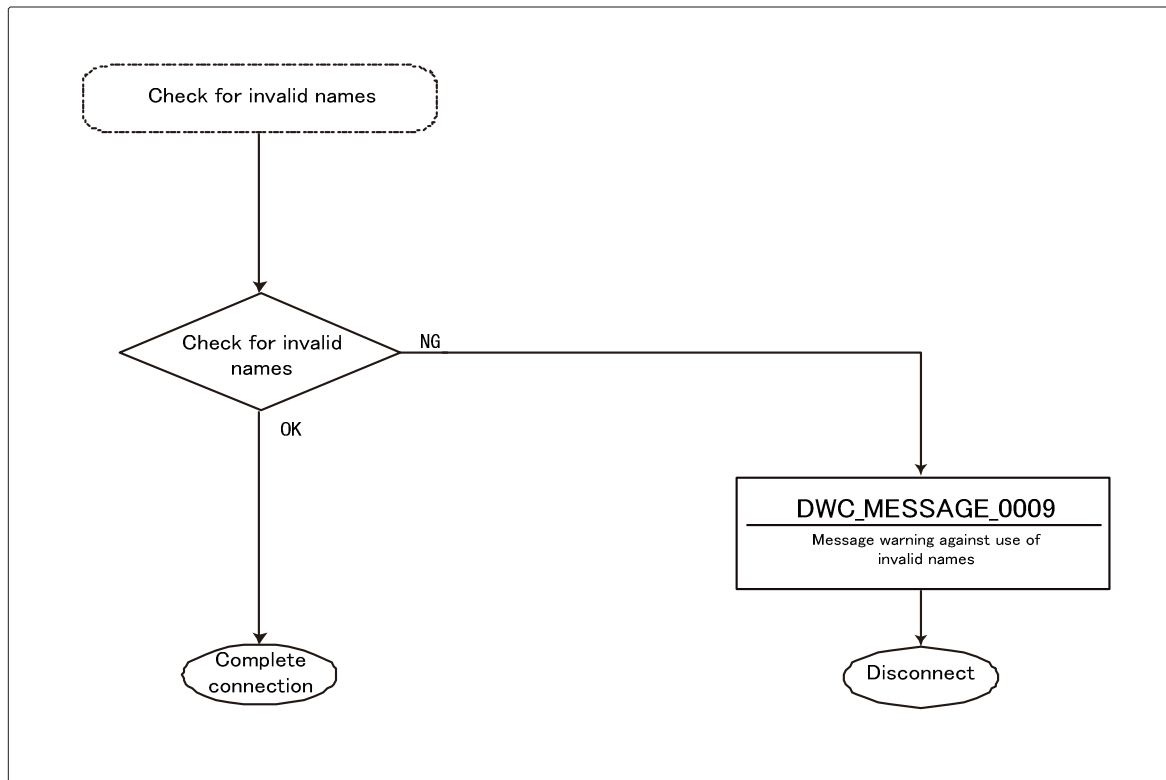 Check for invalid names
Check for invalid
names
NG
OK
DWC_MESSAGE_0009
Message warning against use of
invalid names
Complete
connection
Disconnect